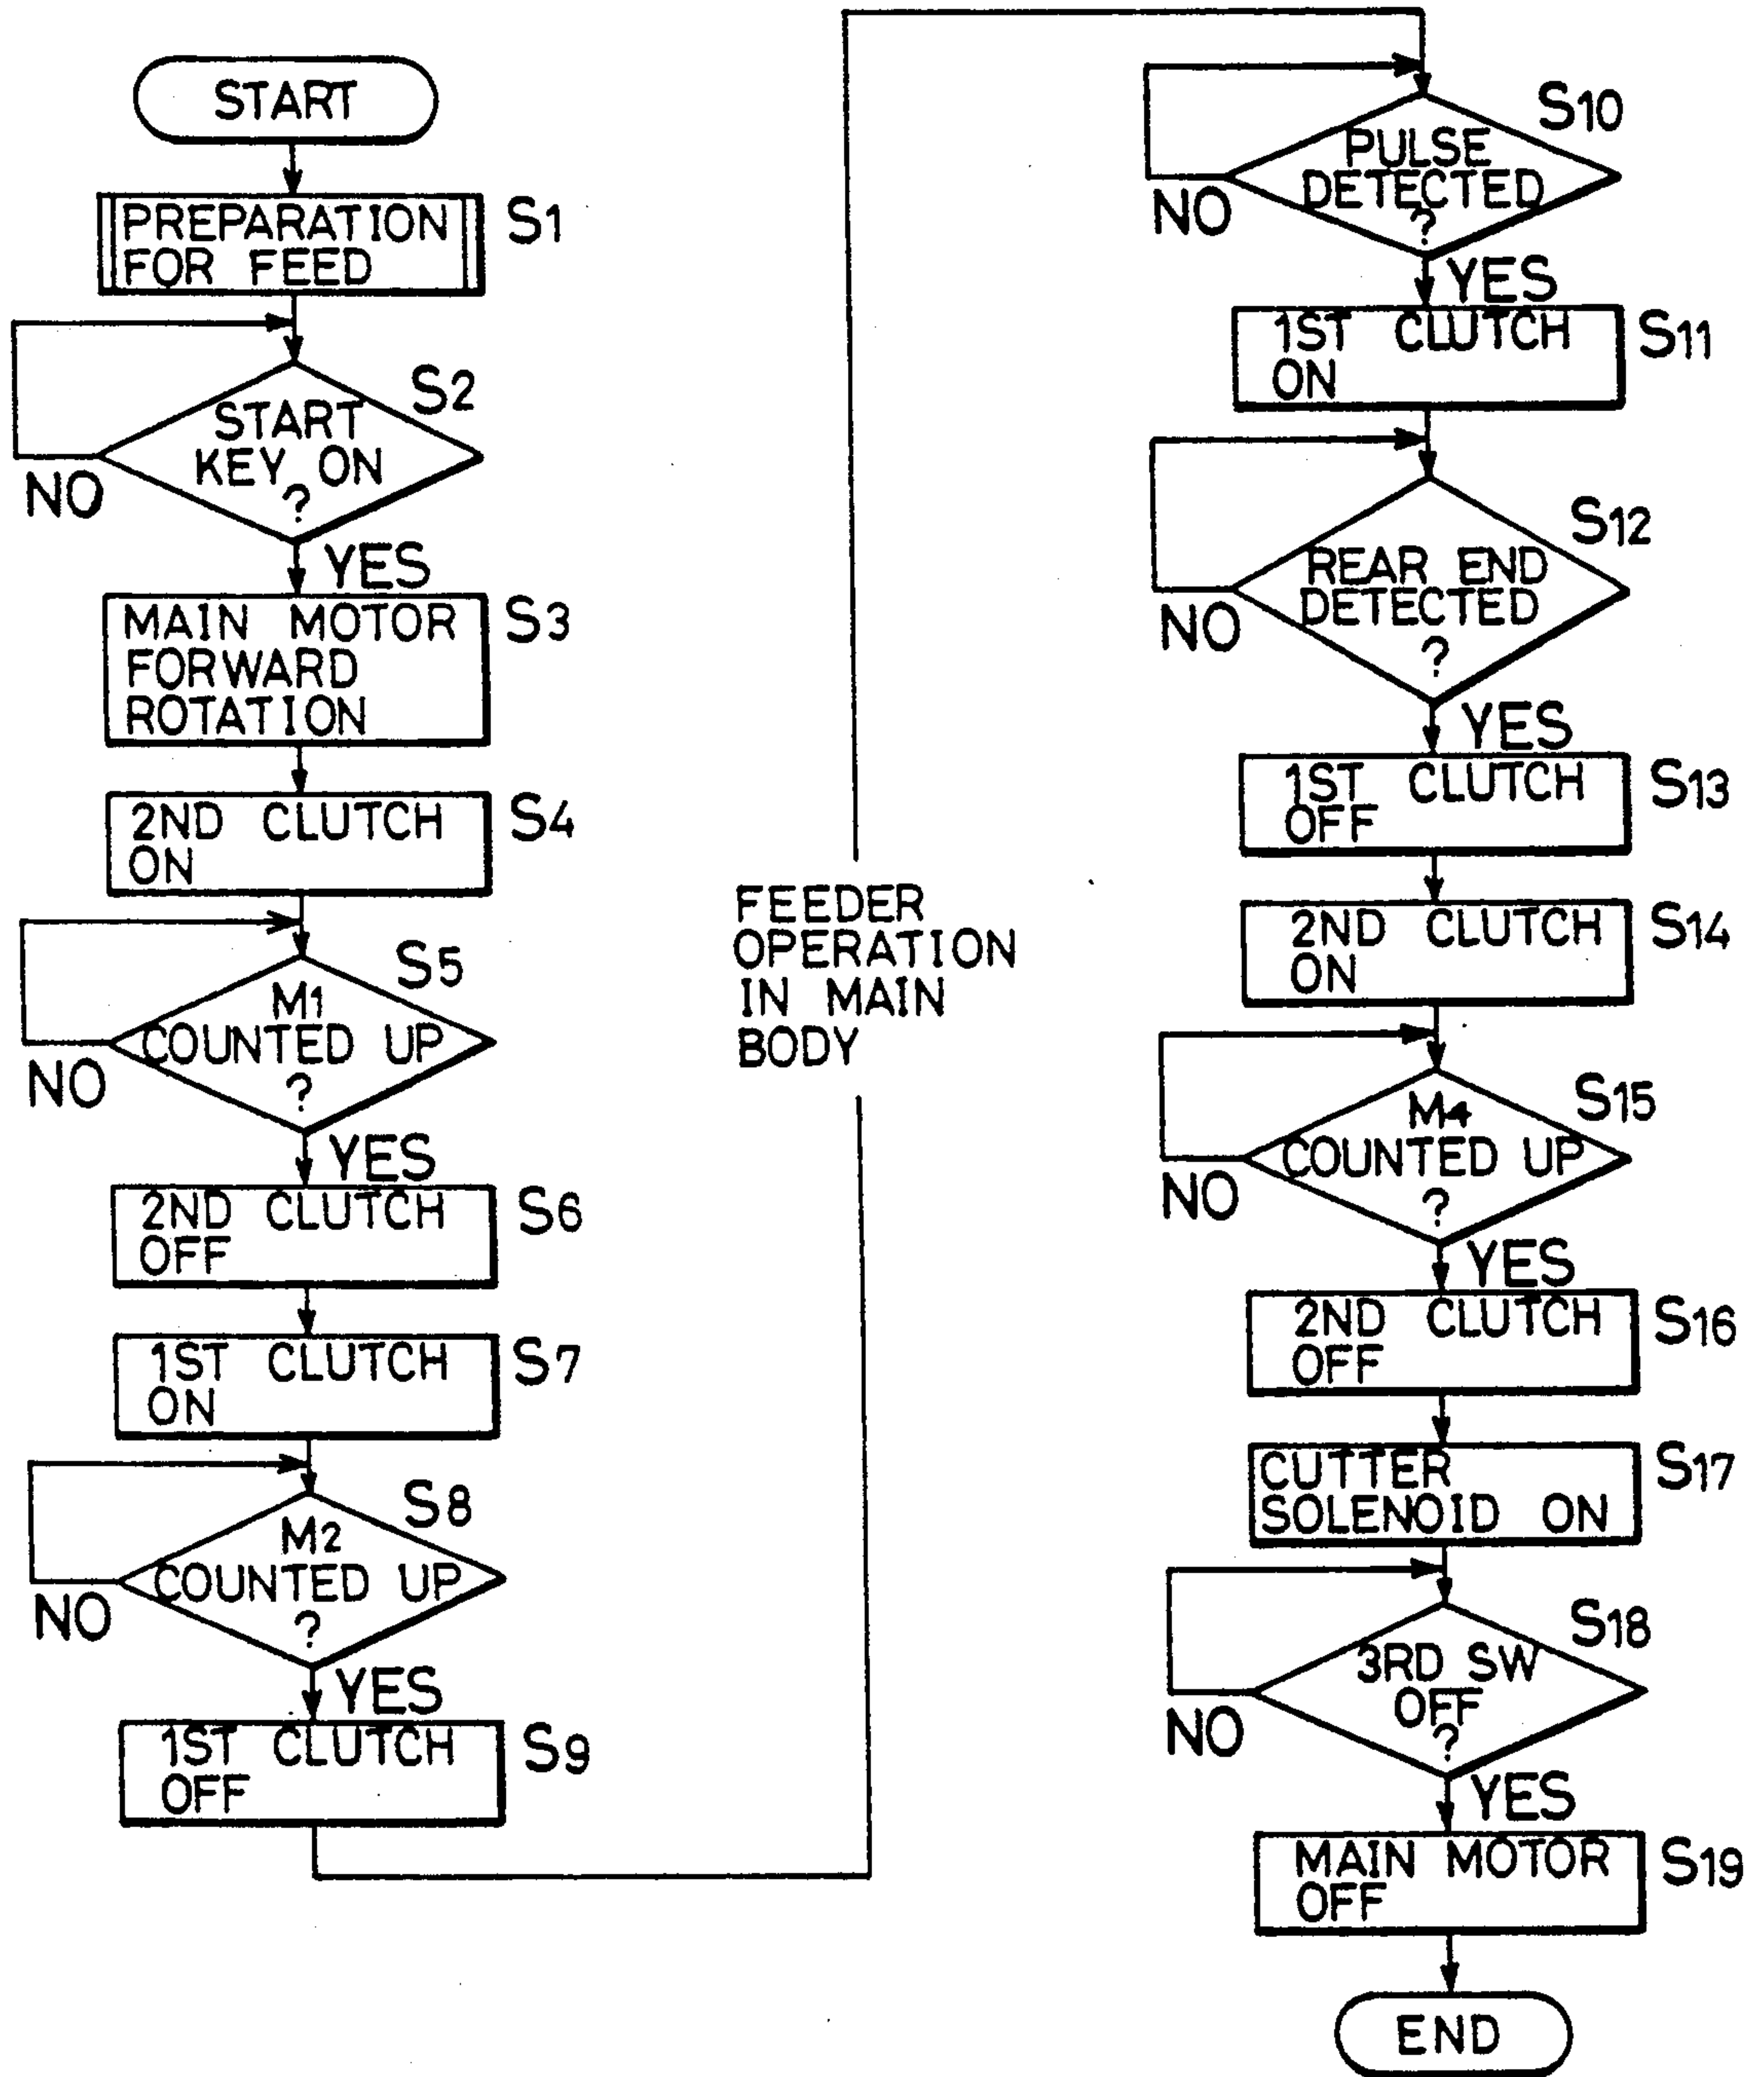 START
PREPARATION
FOR FEED
S1
START
KEY ON
?
S2
NO
YES
MAIN MOTOR
FORWARD
ROTATION
S3
2ND CLUTCH
ON
S4
M1
COUNTED UP
?
S5
NO
YES
2ND CLUTCH
OFF
S6
1ST CLUTCH
ON
S7
M2
COUNTED UP
?
S8
NO
YES
1ST CLUTCH
OFF
S9
FEEDER
OPERATION
IN MAIN
BODY
PULSE
DETECTED
?
S10
NO
YES
1ST CLUTCH
ON
S11
REAR END
DETECTED
?
S12
NO
YES
1ST CLUTCH
OFF
S13
2ND CLUTCH
ON
S14
M4
COUNTED UP
?
S15
NO
YES
2ND CLUTCH
OFF
S16
CUTTER
SOLENOID ON
S17
3RD SW
OFF
?
S18
NO
YES
MAIN MOTOR
OFF
S19
END